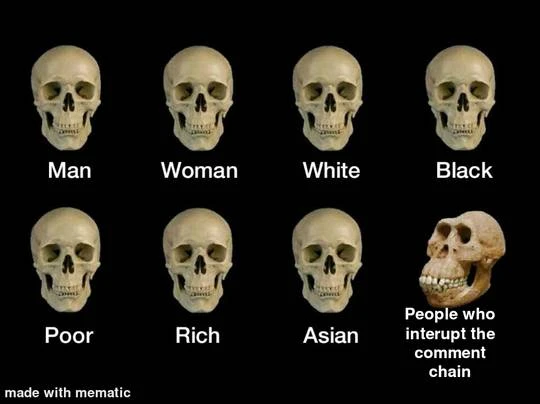 Man
Woman
White
Black
Poor
Rich
Asian
People who
interupt the
comment
chain
made with mematic